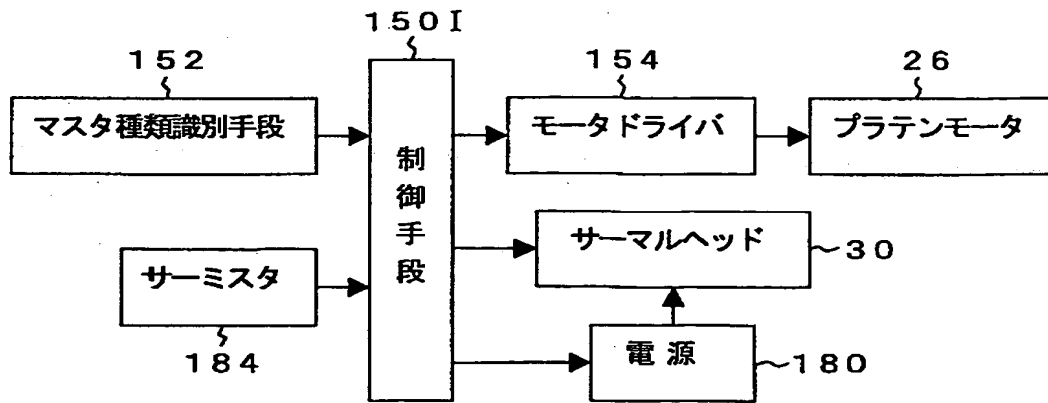 150I
152
154
26
マスタ種類識別手段
モータドライバ
プラテンモータ
制御手段
サーマルヘッド
30
サーミスタ
184
電源
180